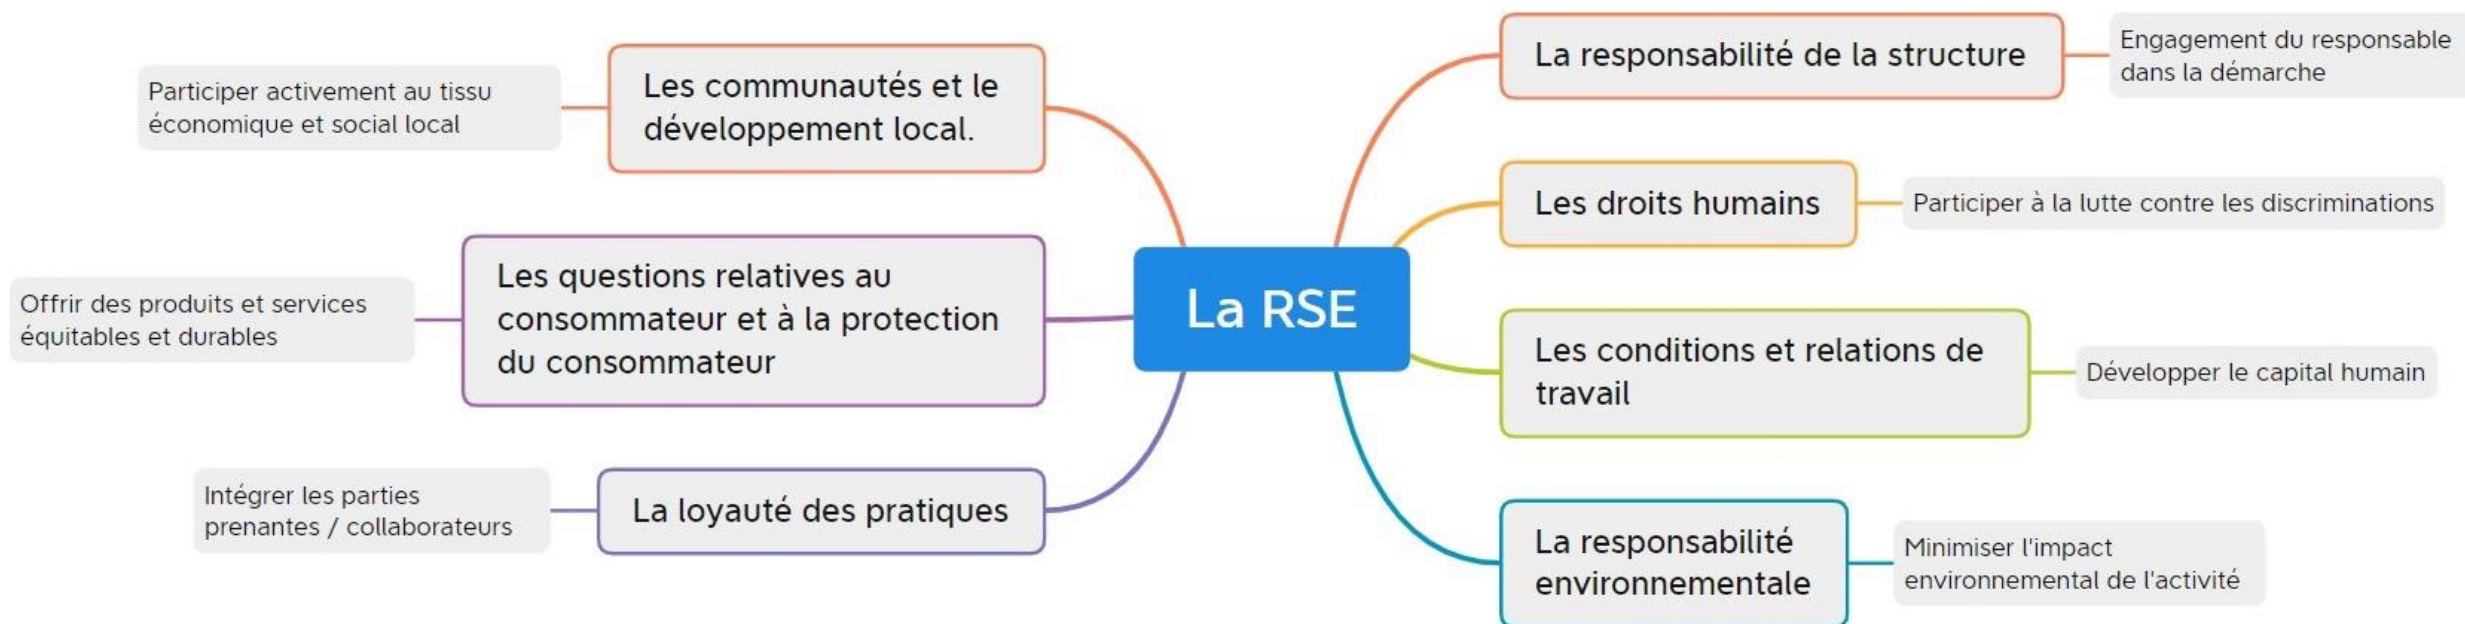 La RSE
La responsabilité de la structure
Engagement du responsable
dans la démarche
Les droits humains
Participer à la lutte contre les discriminations
Les conditions et relations de
travail
Développer le capital humain
La responsabilité
environnementale
Minimiser l'impact
environnemental de l'activité
Les communautés et le
développement local.
Participer activement au tissu
économique et social local
Les questions relatives au
consommateur et à la protection
du consommateur
Offrir des produits et services
équitables et durables
La loyauté des pratiques
Intégrer les parties
prenantes / collaborateurs